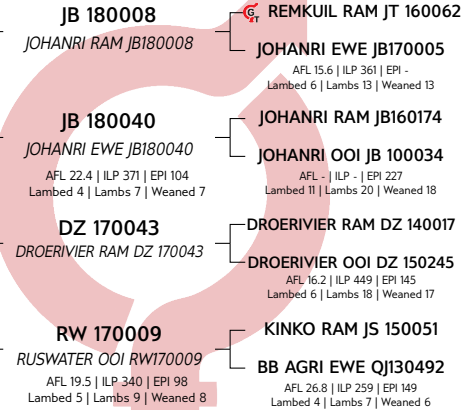 JB 180008
JOHANRI RAM JB180008
GT REMKUIL RAM JT 160062
JOHANRI EWE JB170005
AFL 15.6 | ILP 361 | EPI -
Lambed 6 | Lambs 13 | Weaned 13
JB 180040
JOHANRI EWE JB180040
AFL 22.4 | ILP 371 | EPI 104
Lambed 4 | Lambs 7 | Weaned 7
JOHANRI RAM JB160174
JOHANRI OOI JB 100034
AFL - | ILP - | EPI 227
Lambed 11 | Lambs 20 | Weaned 18
DZ 170043
DROERIVIER RAM DZ 170043
DROERIVIER RAM DZ 140017
DROERIVIER OOI DZ 150245
AFL 16.2 | ILP 449 | EPI 145
Lambed 6 | Lambs 18 | Weaned 17
RW 170009
RUSWATER OOI RW170009
AFL 19.5 | ILP 340 | EPI 98
Lambed 5 | Lambs 9 | Weaned 8
KINKO RAM JS 150051
BB AGRI EWE QJ130492
AFL 26.8 | ILP 259 | EPI 149
Lambed 4 | Lambs 7 | Weaned 6